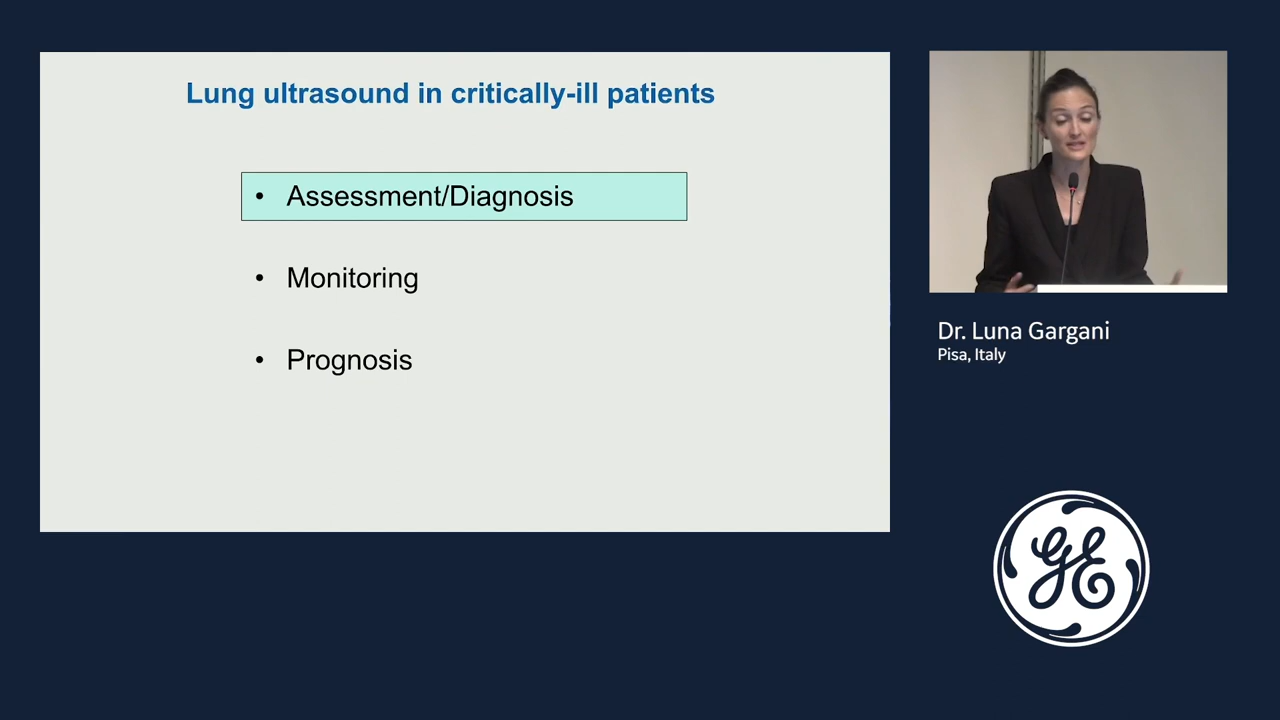 Lung ultrasound in critically-ill patients
• Assessment/Diagnosis
• Monitoring
• Prognosis
Dr. Luna Gargani
Pisa, Italy
GE